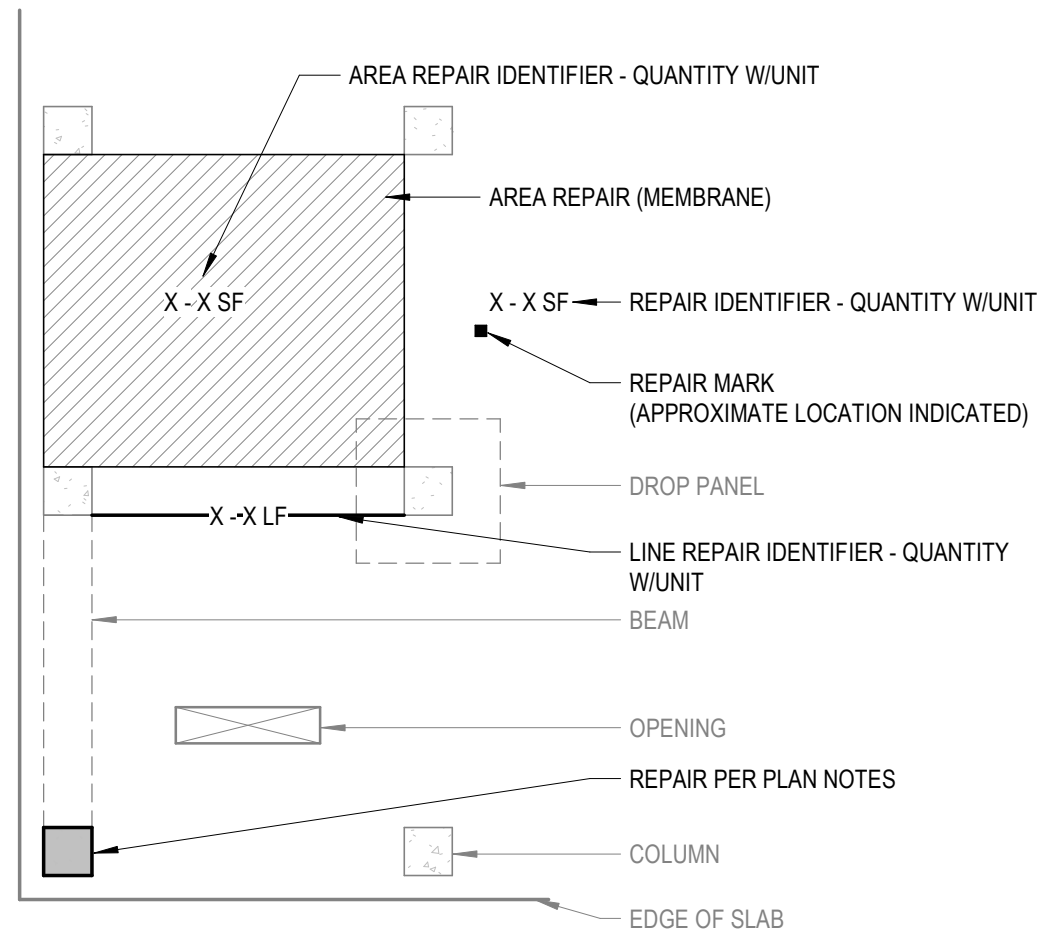 AREA REPAIR IDENTIFIER - QUANTITY W/UNIT
AREA REPAIR (MEMBRANE)
X - X SF
X - X SF
REPAIR IDENTIFIER - QUANTITY W/UNIT
REPAIR MARK
(APPROXIMATE LOCATION INDICATED)
DROP PANEL
X - X LF
LINE REPAIR IDENTIFIER - QUANTITY
W/UNIT
BEAM
OPENING
REPAIR PER PLAN NOTES
COLUMN
EDGE OF SLAB